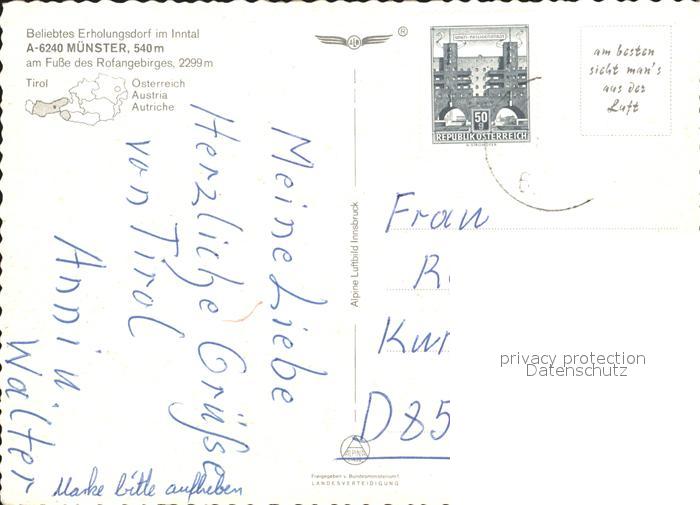 Beliebtes Erholungsdorf im Inntal
A-6240 MÜNSTER, 540 m
am Fuße des Rofangebirges, 2299 m
Tirol
Österreich
Austria
Autriche
®
50
g
REPUBLIK ÖSTERREICH
am besten
sieht man's
aus der
Luft
Meine Liebe
Herzliche Grüße
von Tirol
Anni u.
Walter
Marke bitte aufheben
Alpine Luftbild Innsbruck
Frau
R.
Kur
D85
privacy protection
Datenschutz
ALPINE
Freigegeben v. Bundesministerium f.
LANDESVERTEIDIGUNG